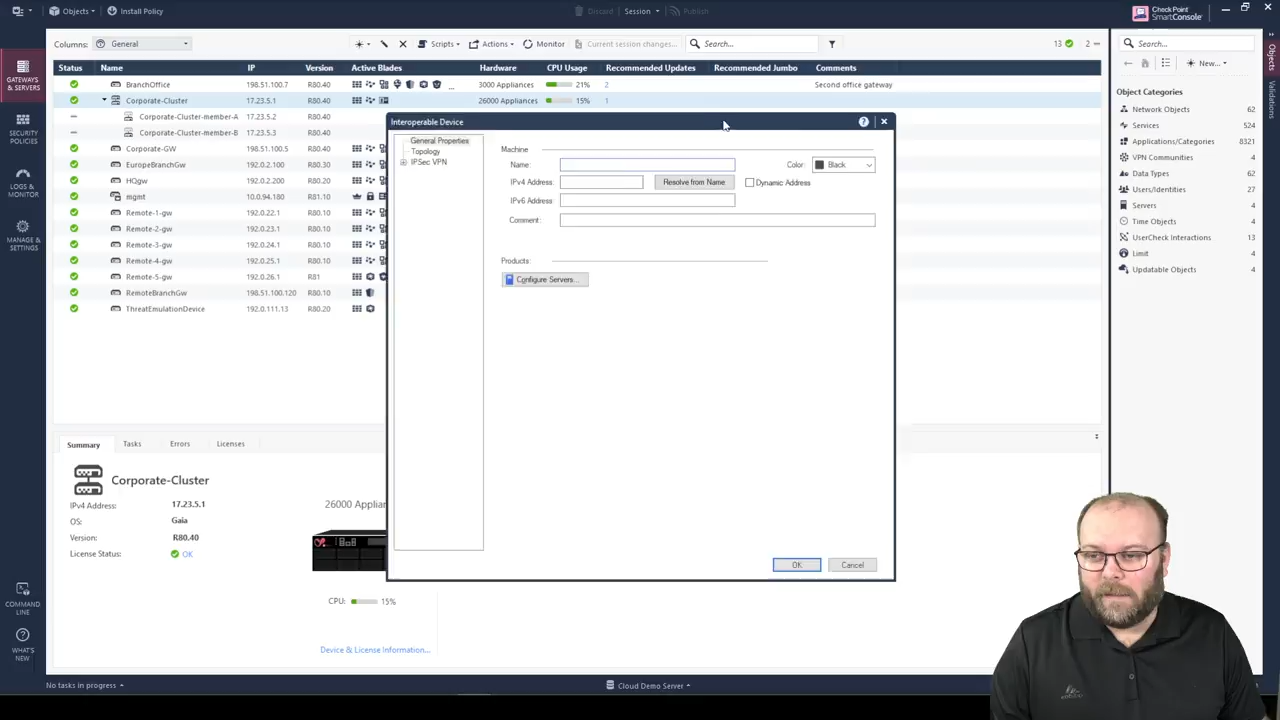 Objects
Install Policy
Discard
Session
Publish
Check Point
SmartConsole
Columns:
General
Scripts
Actions
Monitor
Current session changes...
Search...
13
2
Search...
New...
Objects
Validations
GATEWAYS
& SERVERS
SECURITY
POLICIES
LOGS &
MONITOR
MANAGE &
SETTINGS
COMMAND
LINE
WHAT'S
NEW
Status Name IP Version Active Blades Hardware CPU Usage Recommended Updates Recommended Jumbo Comments
BranchOffice 198.51.100.7 R80.40 ... 3000 Appliances 21% 2 Second office gateway
Corporate-Cluster 17.23.5.1 R80.40 26000 Appliances 15% 1
Corporate-Cluster-member-A 17.23.5.2 R80.40
Corporate-Cluster-member-B 17.23.5.3 R80.40
Corporate-GW 198.51.100.5 R80.40
EuropeBranchGw 192.0.2.100 R80.30
HQgw 192.0.2.200 R80.40
mgmt 10.0.94.180 R81.10
Remote-1-gw 192.0.22.1 R80.10
Remote-2-gw 192.0.23.1 R80.10
Remote-3-gw 192.0.24.1 R80.10
Remote-4-gw 192.0.25.1 R80.10
Remote-5-gw 192.0.26.1 R81
RemoteBranchGw 198.51.100.120 R80.10
ThreatEmulationDevice 192.0.111.13 R80.20
Interoperable Device
?
General Properties
Topology
IPSec VPN
Machine
Name:
Color: Black
IPv4 Address:
Resolve from Name
Dynamic Address
IPv6 Address:
Comment:
Products:
Configure Servers...
OK
Cancel
Object Categories
Network Objects 62
Services 524
Applications/Categories 8321
VPN Communities 4
Data Types 62
Users/Identities 4
Servers 4
Time Objects 4
UserCheck Interactions 13
Limit 4
Updatable Objects 4
Summary Tasks Errors Licenses
Corporate-Cluster
IPv4 Address: 17.23.5.1
OS: Gaia
Version: R80.40
License Status: OK
26000 Applian
CPU: 15%
Device & License Information...
No tasks in progress
Cloud Demo Server